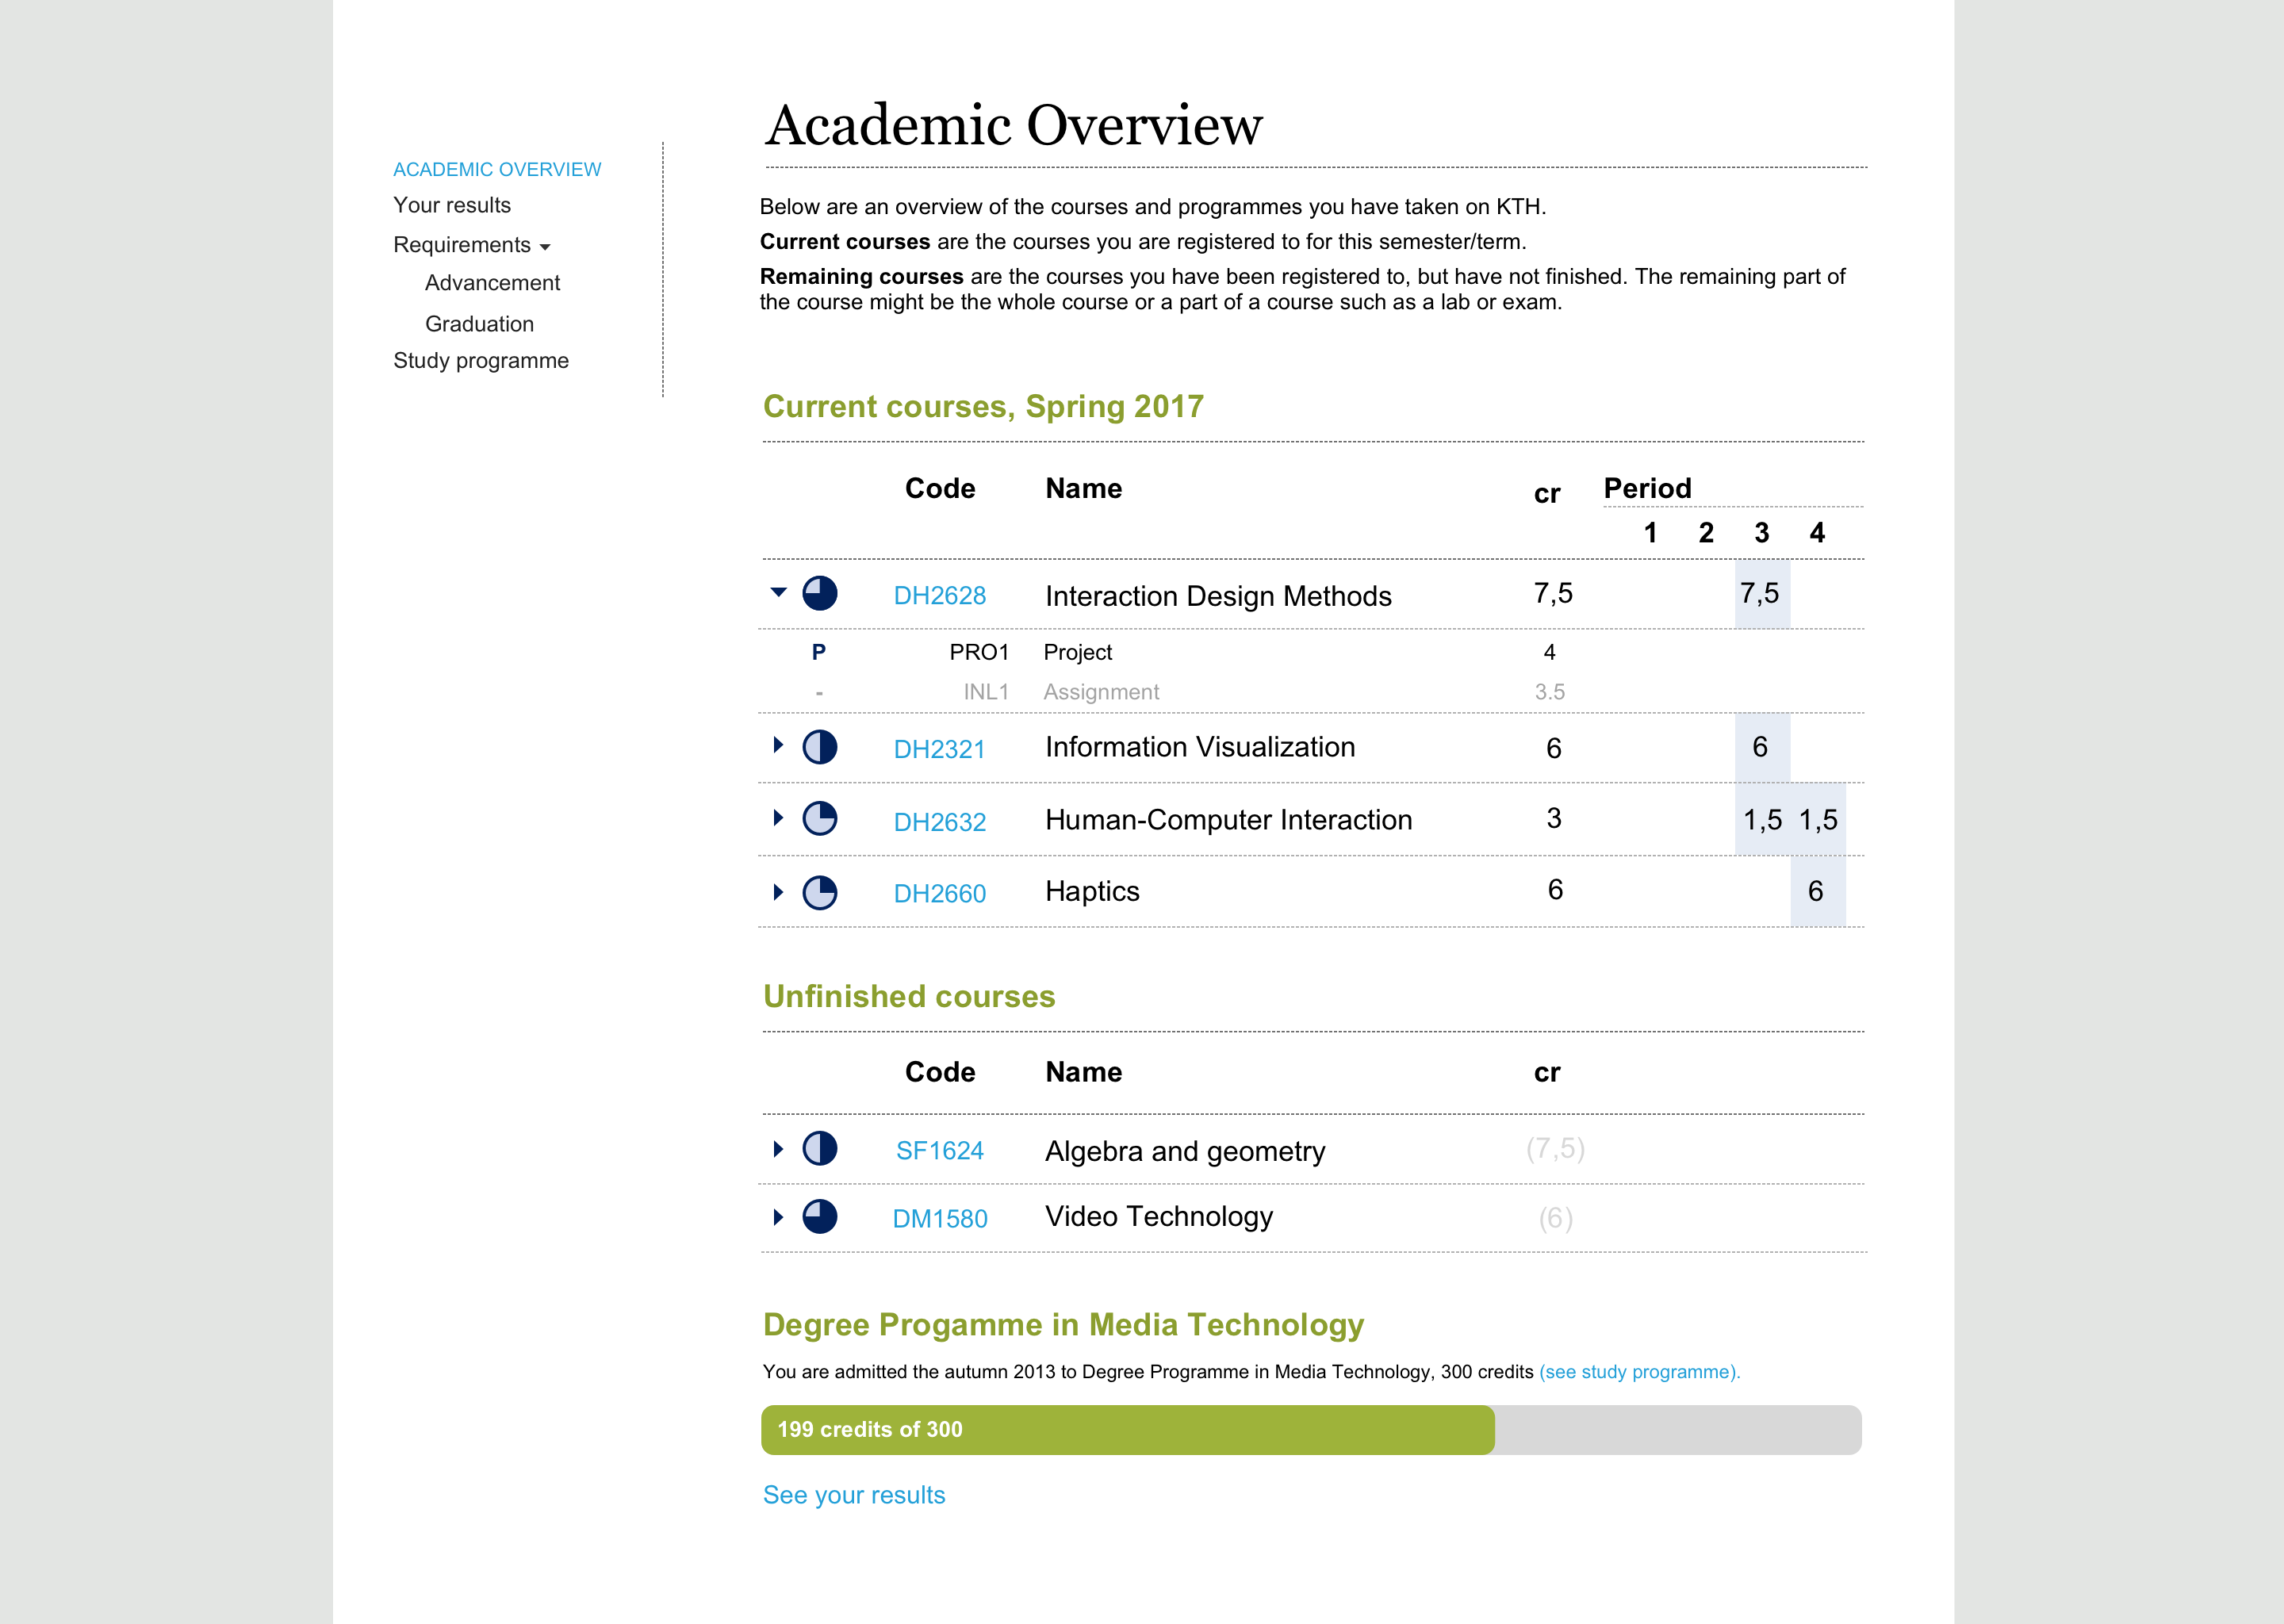 Academic Overview
ACADEMIC OVERVIEW
Your results
Requirements
Advancement
Graduation
Study programme
Below are an overview of the courses and programmes you have taken on KTH.
Current courses are the courses you are registered to for this semester/term.
Remaining courses are the courses you have been registered to, but have not finished. The remaining part of
the course might be the whole course or a part of a course such as a lab or exam.
Current courses, Spring 2017
Code Name cr Period
1 2 3 4
DH2628 Interaction Design Methods 7,5 7,5
P PRO1 Project 4
- INL1 Assignment 3.5
DH2321 Information Visualization 6 6
DH2632 Human-Computer Interaction 3 1,5 1,5
DH2660 Haptics 6 6
Unfinished courses
Code Name cr
SF1624 Algebra and geometry (7,5)
DM1580 Video Technology (6)
Degree Progamme in Media Technology
You are admitted the autumn 2013 to Degree Programme in Media Technology, 300 credits (see study programme).
199 credits of 300
See your results